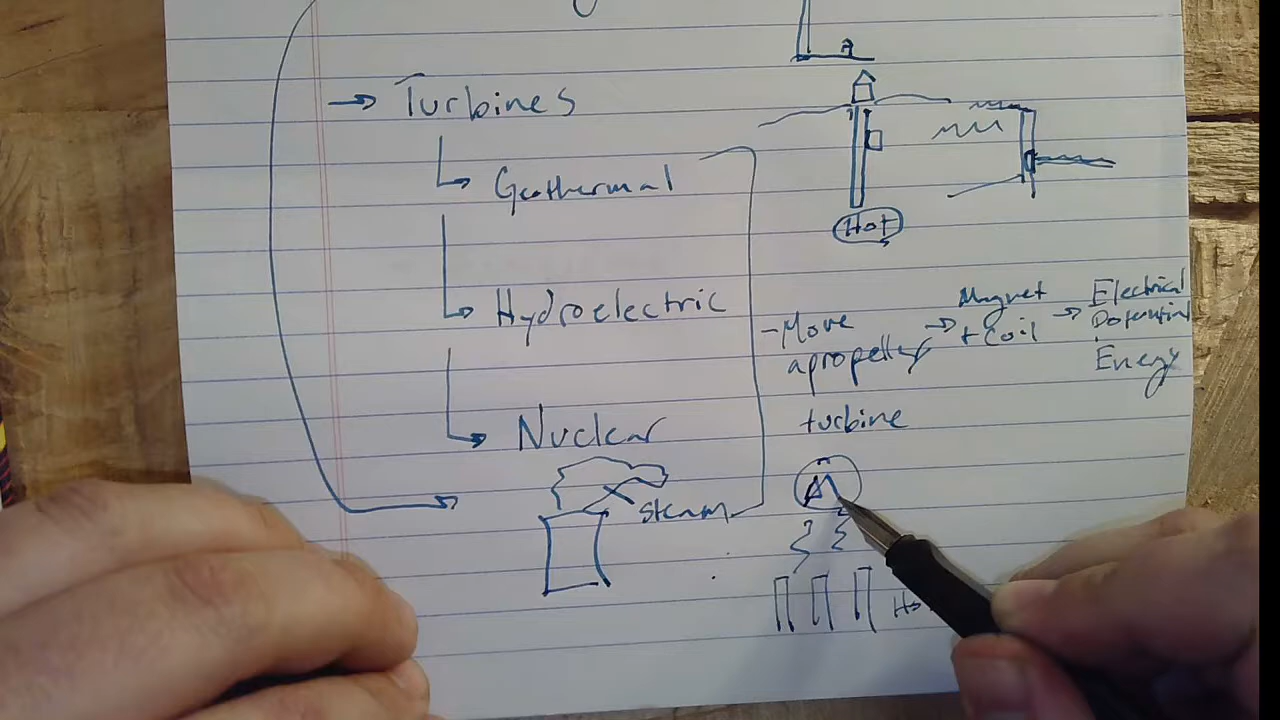 → Turbines
Geothermal
Hot
Hydroelectric
- Move
a propeller
→ Magnet
+ Coil
→ Electrical
Potential
Energy
turbine
Nuclear
steam